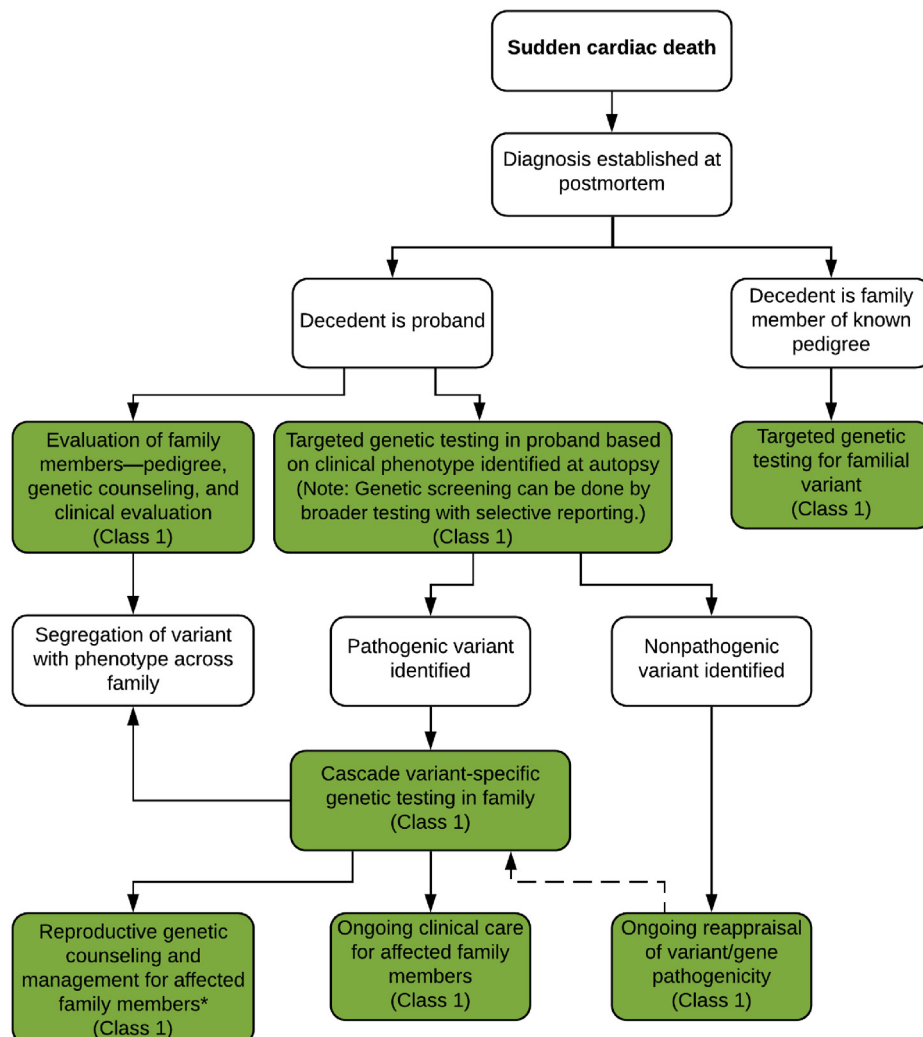 Sudden cardiac death
Diagnosis established at
postmortem
Decedent is proband
Decedent is family
member of known
pedigree
Evaluation of family
members—pedigree,
genetic counseling, and
clinical evaluation
(Class 1)
Targeted genetic testing in proband based
on clinical phenotype identified at autopsy
(Note: Genetic screening can be done by
broader testing with selective reporting.)
(Class 1)
Targeted genetic
testing for familial
variant
(Class 1)
Segregation of variant
with phenotype across
family
Pathogenic variant
identified
Nonpathogenic
variant identified
Cascade variant-specific
genetic testing in family
(Class 1)
Reproductive genetic
counseling and
management for affected
family members*
(Class 1)
Ongoing clinical care
for affected family
members
(Class 1)
Ongoing reappraisal
of variant/gene
pathogenicity
(Class 1)